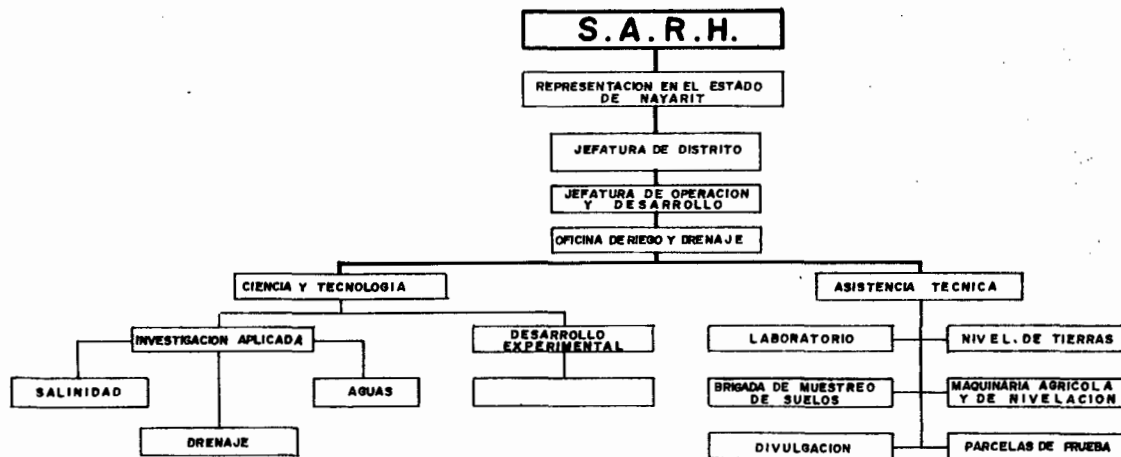 S.A.R.H.
REPRESENTACION EN EL ESTADO
DE NAYARIT
JEFATURA DE DISTRITO
JEFATURA DE OPERACION
Y DESARROLLO
OFICINA DE RIEGO Y DRENAJE
CIENCIA Y TECNOLOGIA
ASISTENCIA TECNICA
INVESTIGACION APLICADA
DESARROLLO
EXPERIMENTAL
LABORATORIO
NIVEL. DE TIERRAS
SALINIDAD
AGUAS
BRIGADA DE MUESTREO
DE SUELOS
MAQUINARIA AGRICOLA
Y DE NIVELACION
DRENAJE
DIVULGACION
PARCELAS DE PRUEBA